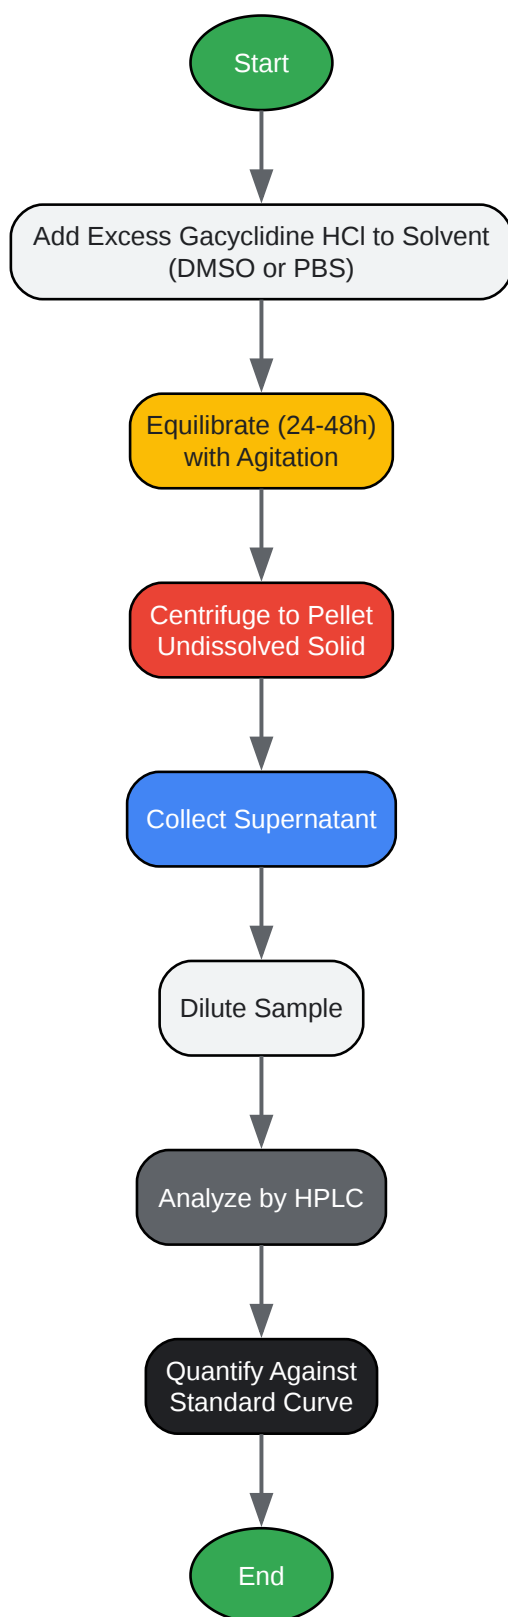 Start
Add Excess Gacyclidine HCl to Solvent
(DMSO or PBS)
Equilibrate (24-48h)
with Agitation
Centrifuge to Pellet
Undissolved Solid
Collect Supernatant
Dilute Sample
Analyze by HPLC
Quantify Against
Standard Curve
End